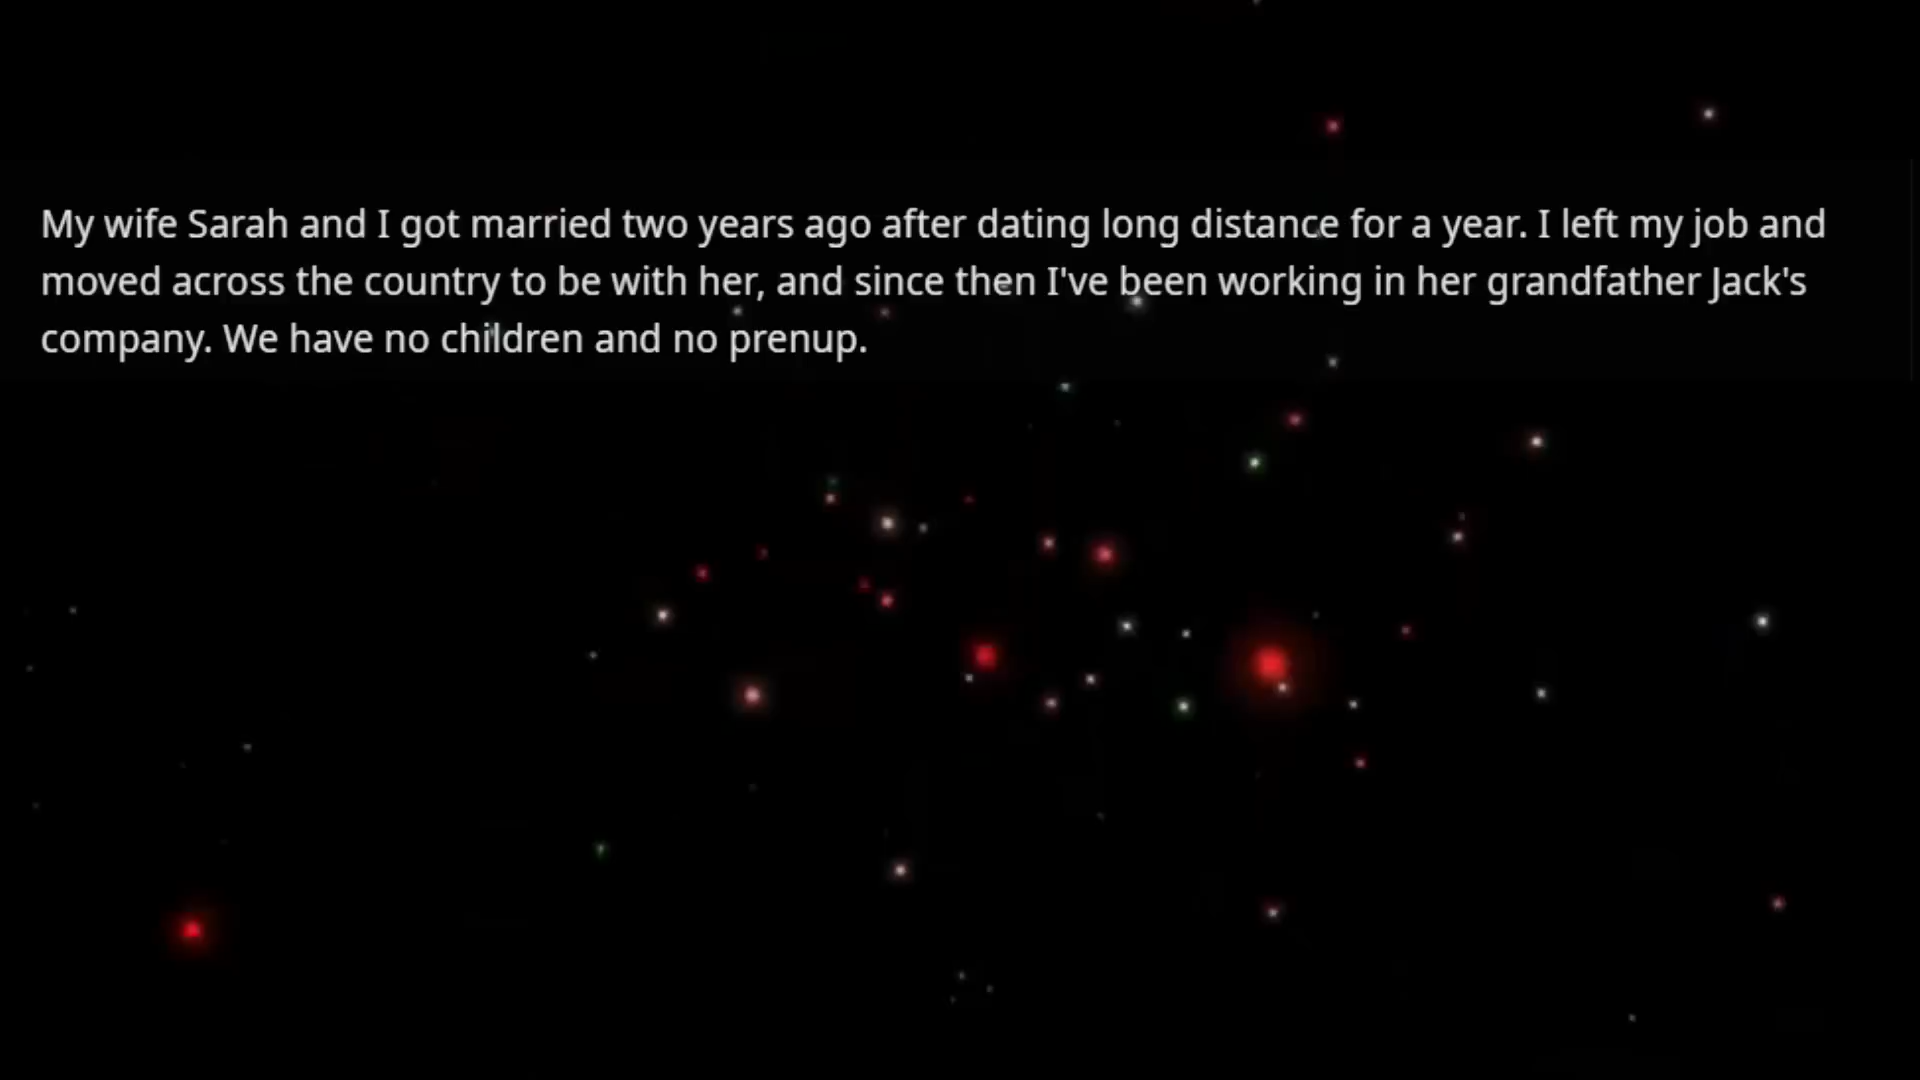 My wife Sarah and I got married two years ago after dating long distance for a year. I left my job and
moved across the country to be with her, and since then I've been working in her grandfather Jack's
company. We have no children and no prenup.